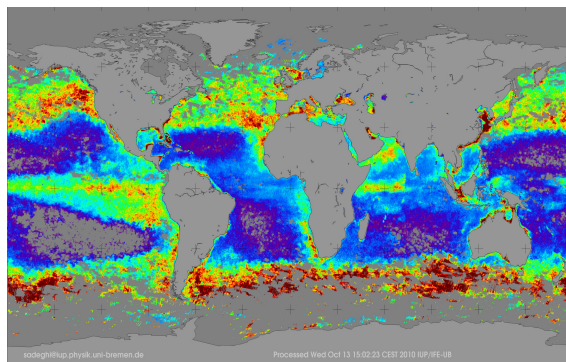 sadeghi@iup.physik.uni-bremen.de
Processed Wed Oct 13 15:02:23 CEST 2010 IUP/IFE-UB